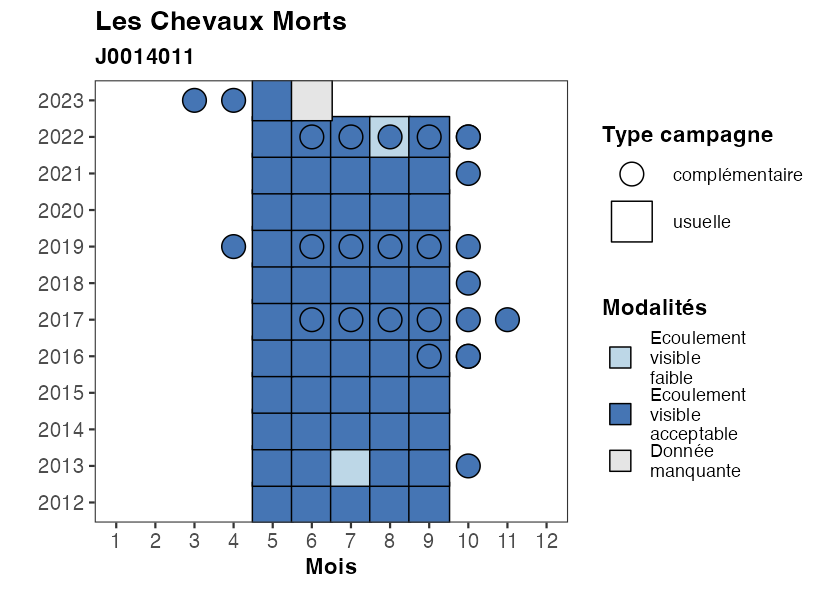 Les Chevaux Morts
J0014011
2023
2022
2021
2020
2019
2018
2017
2016
2015
2014
2013
2012
1 2 3 4 5 6 7 8 9 10 11 12
Mois
Type campagne
complémentaire
usuelle
Modalités
Ecoulement
visible
faible
Ecoulement
visible
acceptable
Donnée
manquante